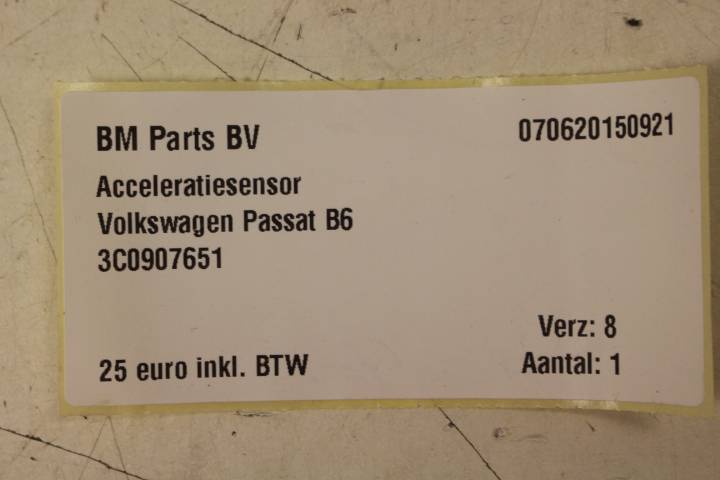 BM Parts BV
070620150921
Acceleratiesensor
Volkswagen Passat B6
3C0907651
Verz: 8
25 euro inkl. BTW
Aantal: 1